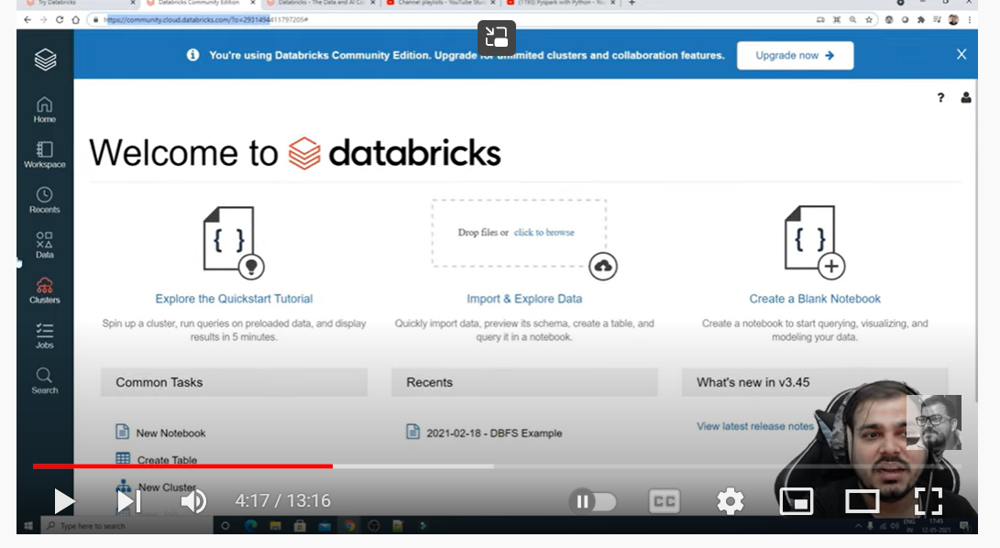 Try Databricks
Databricks Community Edition
Databricks - The Data and AI Co
Channel playlists - YouTube Stud
(1180) Pyspark with Python - Yo
https://community.cloud.databricks.com/?o=2931494411797205#
You're using Databricks Community Edition. Upgrade for unlimited clusters and collaboration features.
Upgrade now
X
?
Home
Workspace
Recents
Data
Clusters
Jobs
Search
Welcome to databricks
Drop files or click to browse
Explore the Quickstart Tutorial
Spin up a cluster, run queries on preloaded data, and display
results in 5 minutes.
Import & Explore Data
Quickly import data, preview its schema, create a table, and
query it in a notebook.
Create a Blank Notebook
Create a notebook to start querying, visualizing, and
modeling your data.
Common Tasks
New Notebook
Create Table
New Cluster
Recents
2021-02-18 - DBFS Example
What's new in v3.45
View latest release notes
4:17 / 13:16
CC
Type here to search
ENG
IN
17:45
12-05-2021